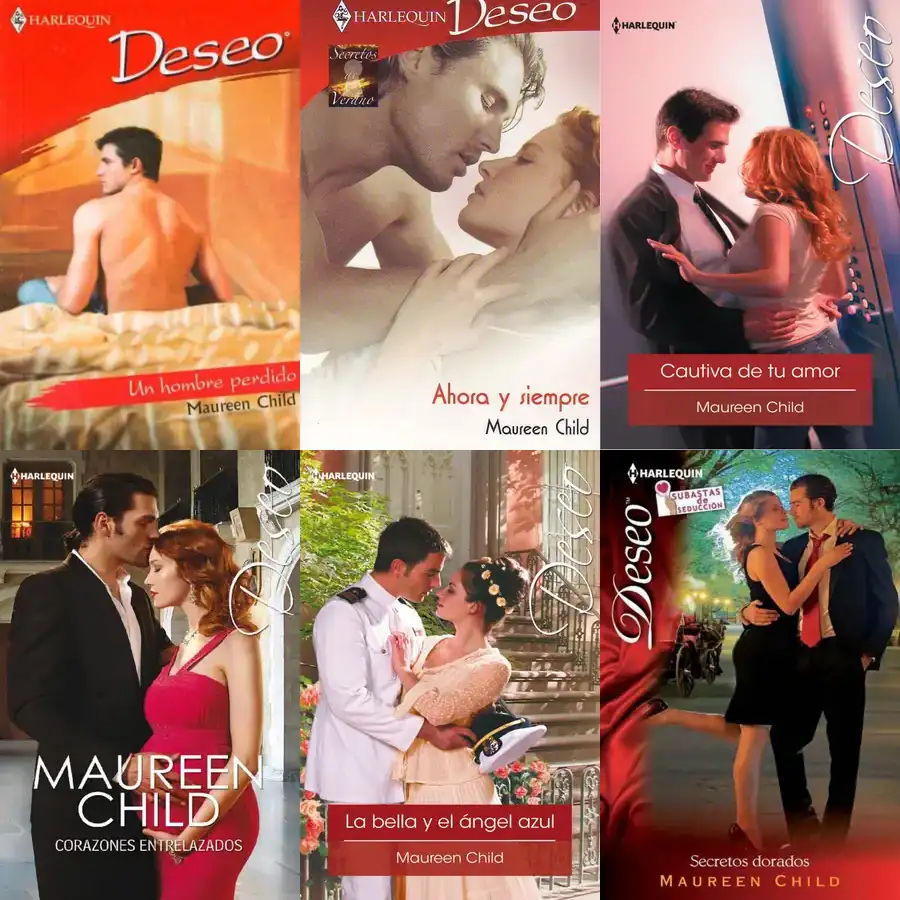 HARLEQUIN
Deseo
Un hombre perdido
Maureen Child
HARLEQUIN
Deseo
Secretos
de
Verano
Ahora y siempre
Maureen Child
HARLEQUIN
Deseo
Cautiva de tu amor
Maureen Child
HARLEQUIN
Deseo
MAUREEN
CHILD
CORAZONES ENTRELAZADOS
HARLEQUIN
Deseo
La bella y el ángel azul
Maureen Child
HARLEQUIN
Deseo™
SUBASTAS
de
SEDUCCIÓN
Secretos dorados
MAUREEN CHILD